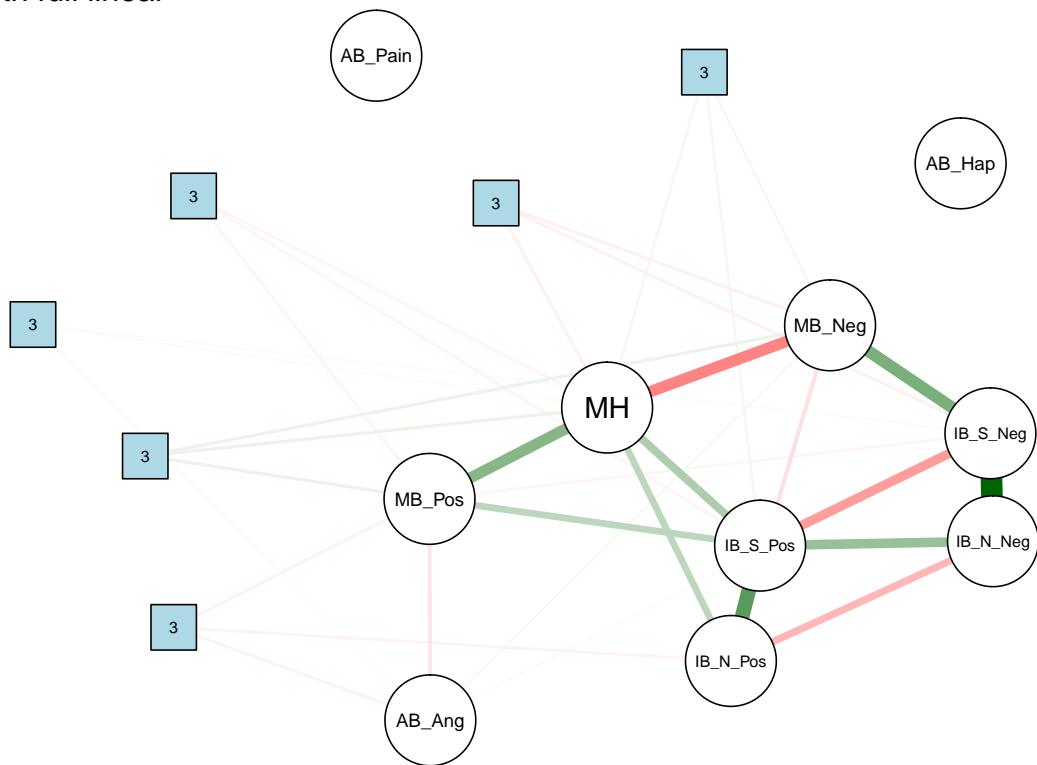 AB_Pain
3
AB_Hap
3
3
3
MB_Neg
MH
IB_S_Neg
3
MB_Pos
IB_S_Pos
IB_N_Neg
3
IB_N_Pos
AB_Ang